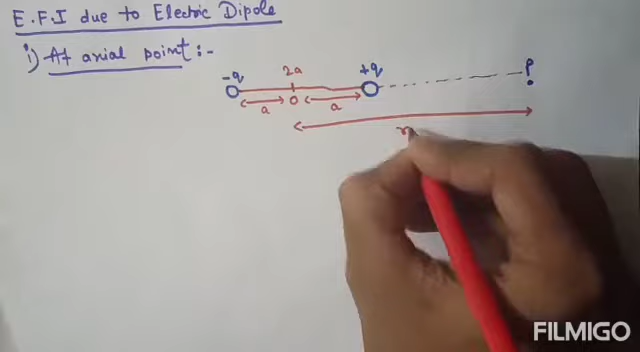 E.F.I due to Electric Dipole
i) At axial point :-
-q 2a +q P
a o a
r
FILMIGO